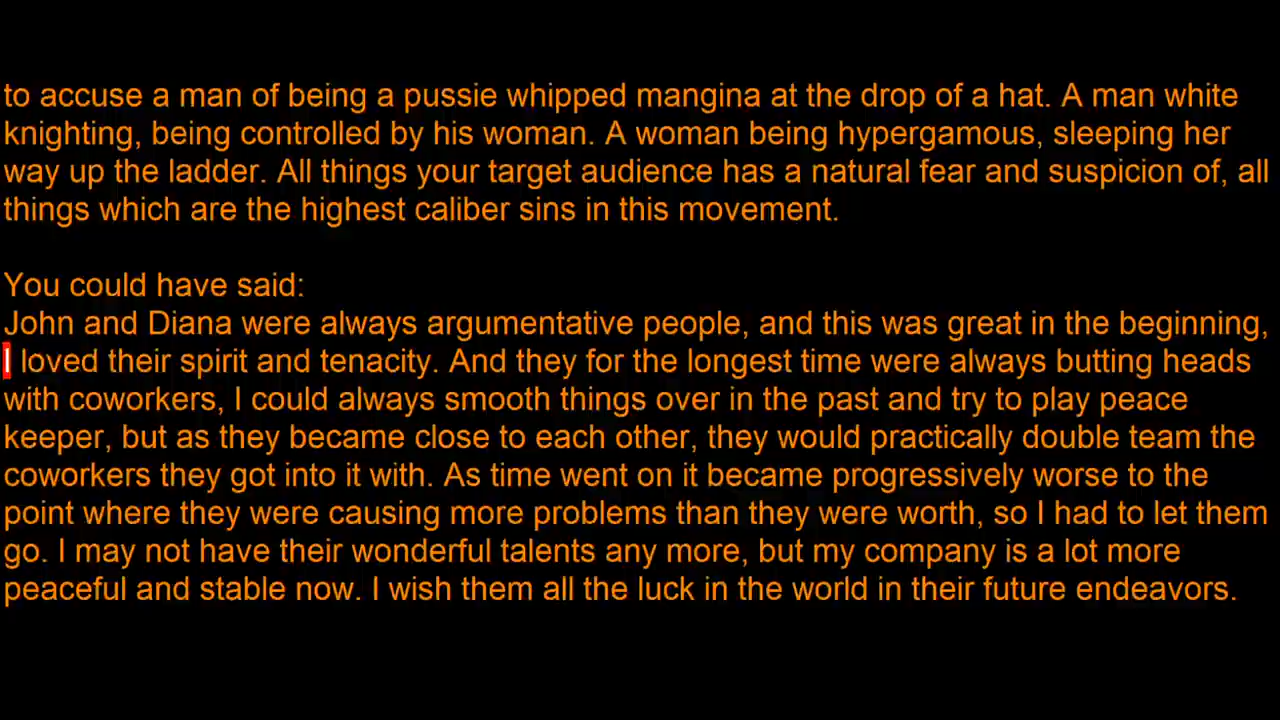 to accuse a man of being a pussie whipped mangina at the drop of a hat. A man white
knighting, being controlled by his woman. A woman being hypergamous, sleeping her
way up the ladder. All things your target audience has a natural fear and suspicion of, all
things which are the highest caliber sins in this movement.
You could have said:
John and Diana were always argumentative people, and this was great in the beginning,
I loved their spirit and tenacity. And they for the longest time were always butting heads
with coworkers, I could always smooth things over in the past and try to play peace
keeper, but as they became close to each other, they would practically double team the
coworkers they got into it with. As time went on it became progressively worse to the
point where they were causing more problems than they were worth, so I had to let them
go. I may not have their wonderful talents any more, but my company is a lot more
peaceful and stable now. I wish them all the luck in the world in their future endeavors.